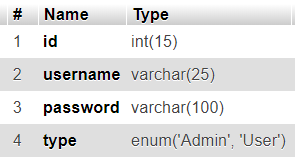 # Name Type
1 id int(15)
2 username varchar(25)
3 password varchar(100)
4 type enum('Admin', 'User')